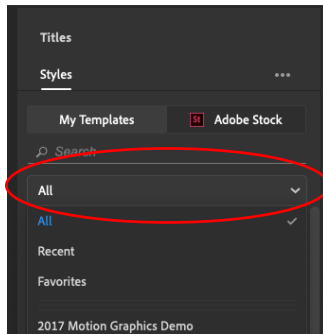 Titles
Styles
My Templates St Adobe Stock
Search
All
All
Recent
Favorites
2017 Motion Graphics Demo